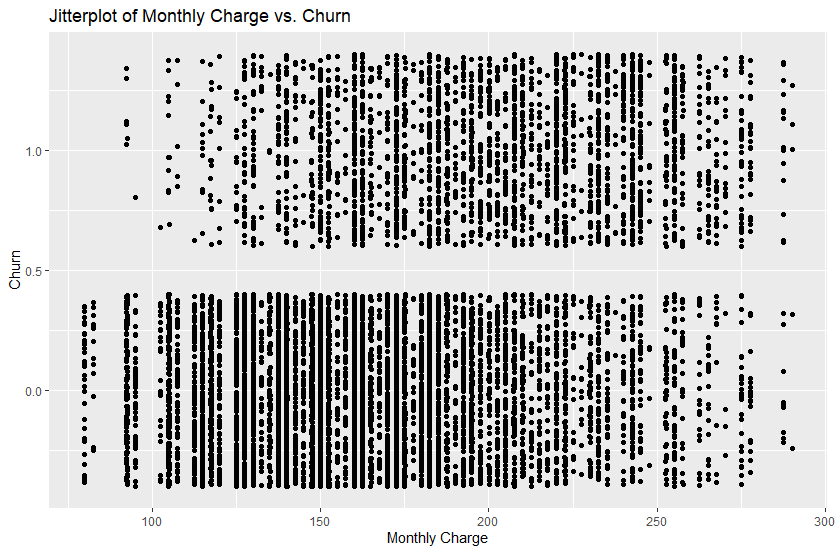 Jitterplot of Monthly Charge vs. Churn
1.0
0.5
0.0
Churn
100 150 200 250 300
Monthly Charge